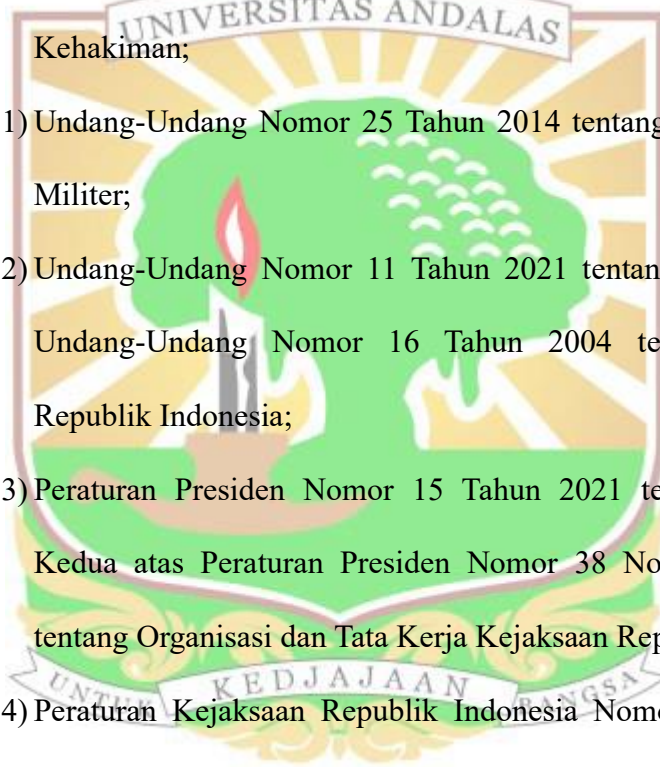 UNIVERSITAS ANDALAS
Kehakiman;
1) Undang-Undang Nomor 25 Tahun 2014 tentang
Militer;
2) Undang-Undang Nomor 11 Tahun 2021 tentan
Undang-Undang Nomor 16 Tahun 2004 te
Republik Indonesia;
3) Peraturan Presiden Nomor 15 Tahun 2021 te
Kedua atas Peraturan Presiden Nomor 38 No
tentang Organisasi dan Tata Kerja Kejaksaan Rep
UNTUK KEDJAJAAN BANGSA
4) Peraturan Kejaksaan Republik Indonesia Nomo